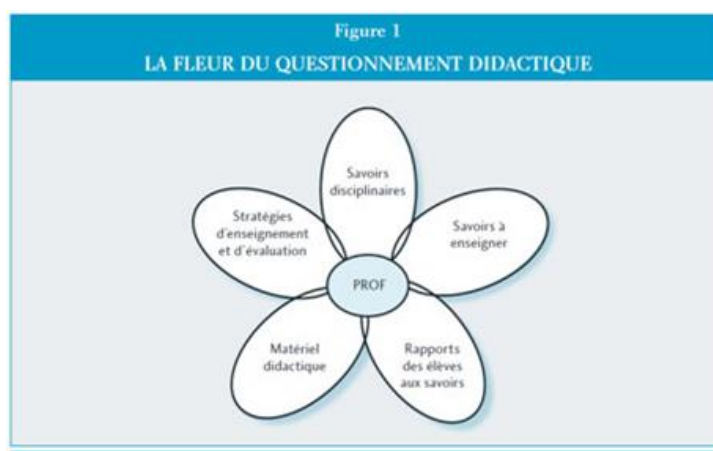 Figure 1
LA FLEUR DU QUESTIONNEMENT DIDACTIQUE
Savoirs
disciplinaires
Savoirs à
enseigner
Rapports
des élèves
aux savoirs
Matériel
didactique
Stratégies
d'enseignement
et d'évaluation
PROF